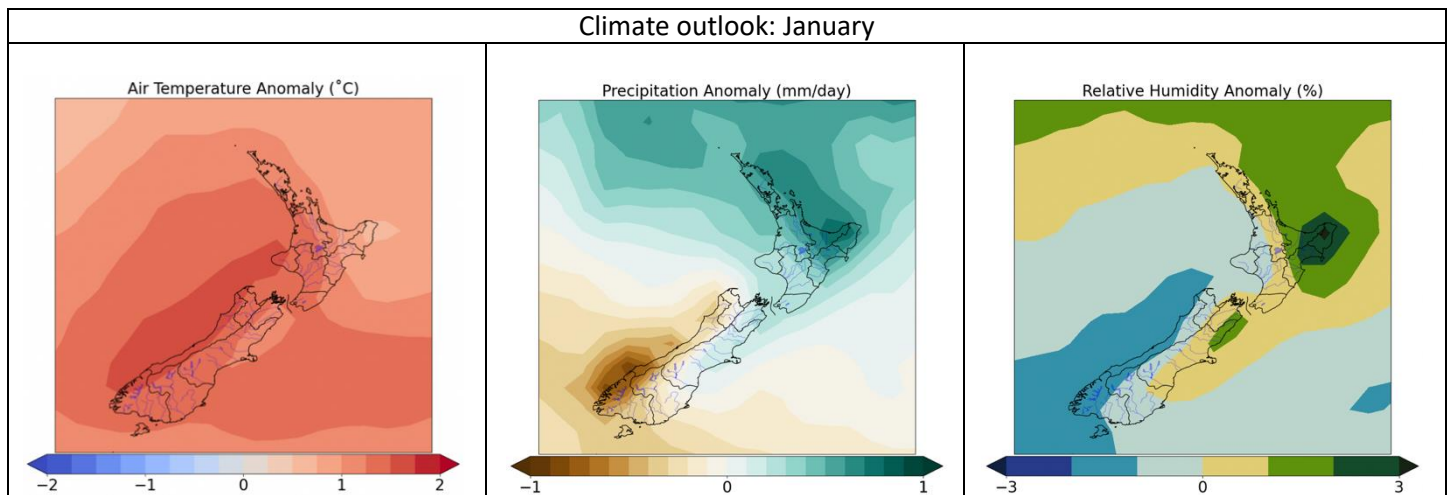 Climate outlook: January
Air Temperature Anomaly (˚C)
Precipitation Anomaly (mm/day)
Relative Humidity Anomaly (%)
−2 −1 0 1 2
−1 0 1
−3 0 3